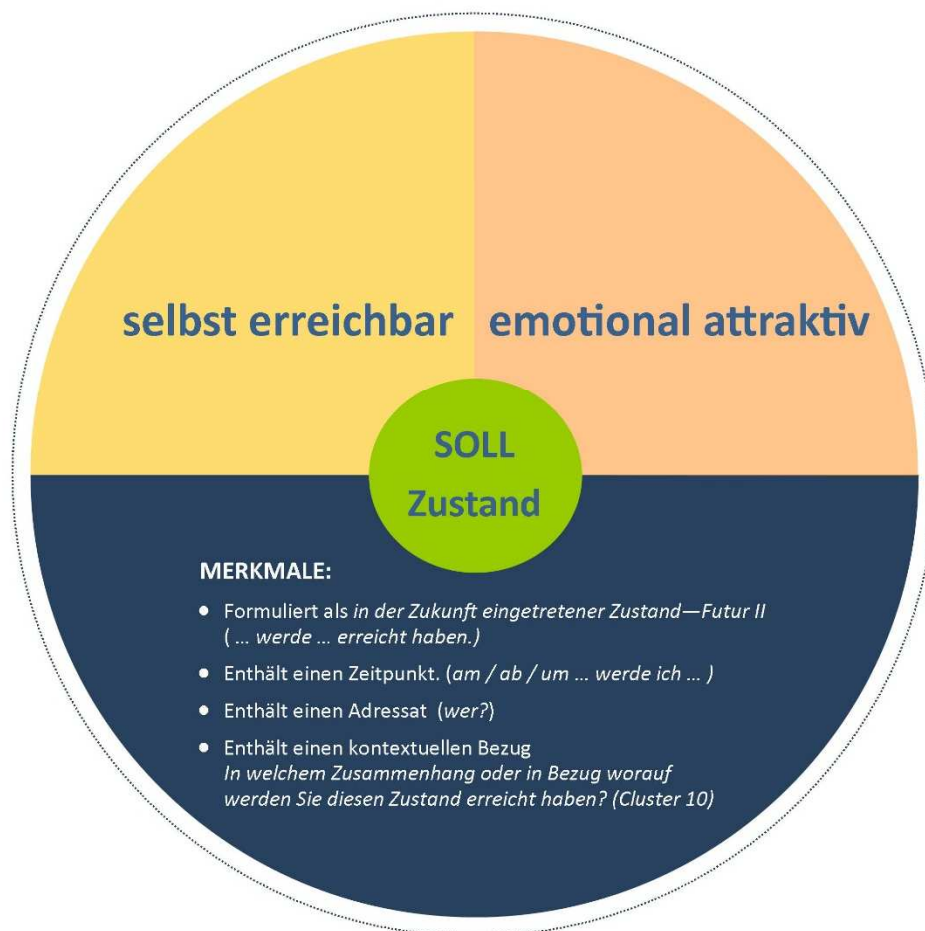 selbst erreichbar
emotional attraktiv
SOLL
Zustand
MERKMALE:
• Formuliert als in der Zukunft eingetretener Zustand—Futur II
( ... werde ... erreicht haben.)
• Enthält einen Zeitpunkt. (am / ab / um ... werde ich ... )
• Enthält einen Adressat (wer?)
• Enthält einen kontextuellen Bezug
In welchem Zusammenhang oder in Bezug worauf
werden Sie diesen Zustand erreicht haben? (Cluster 10)